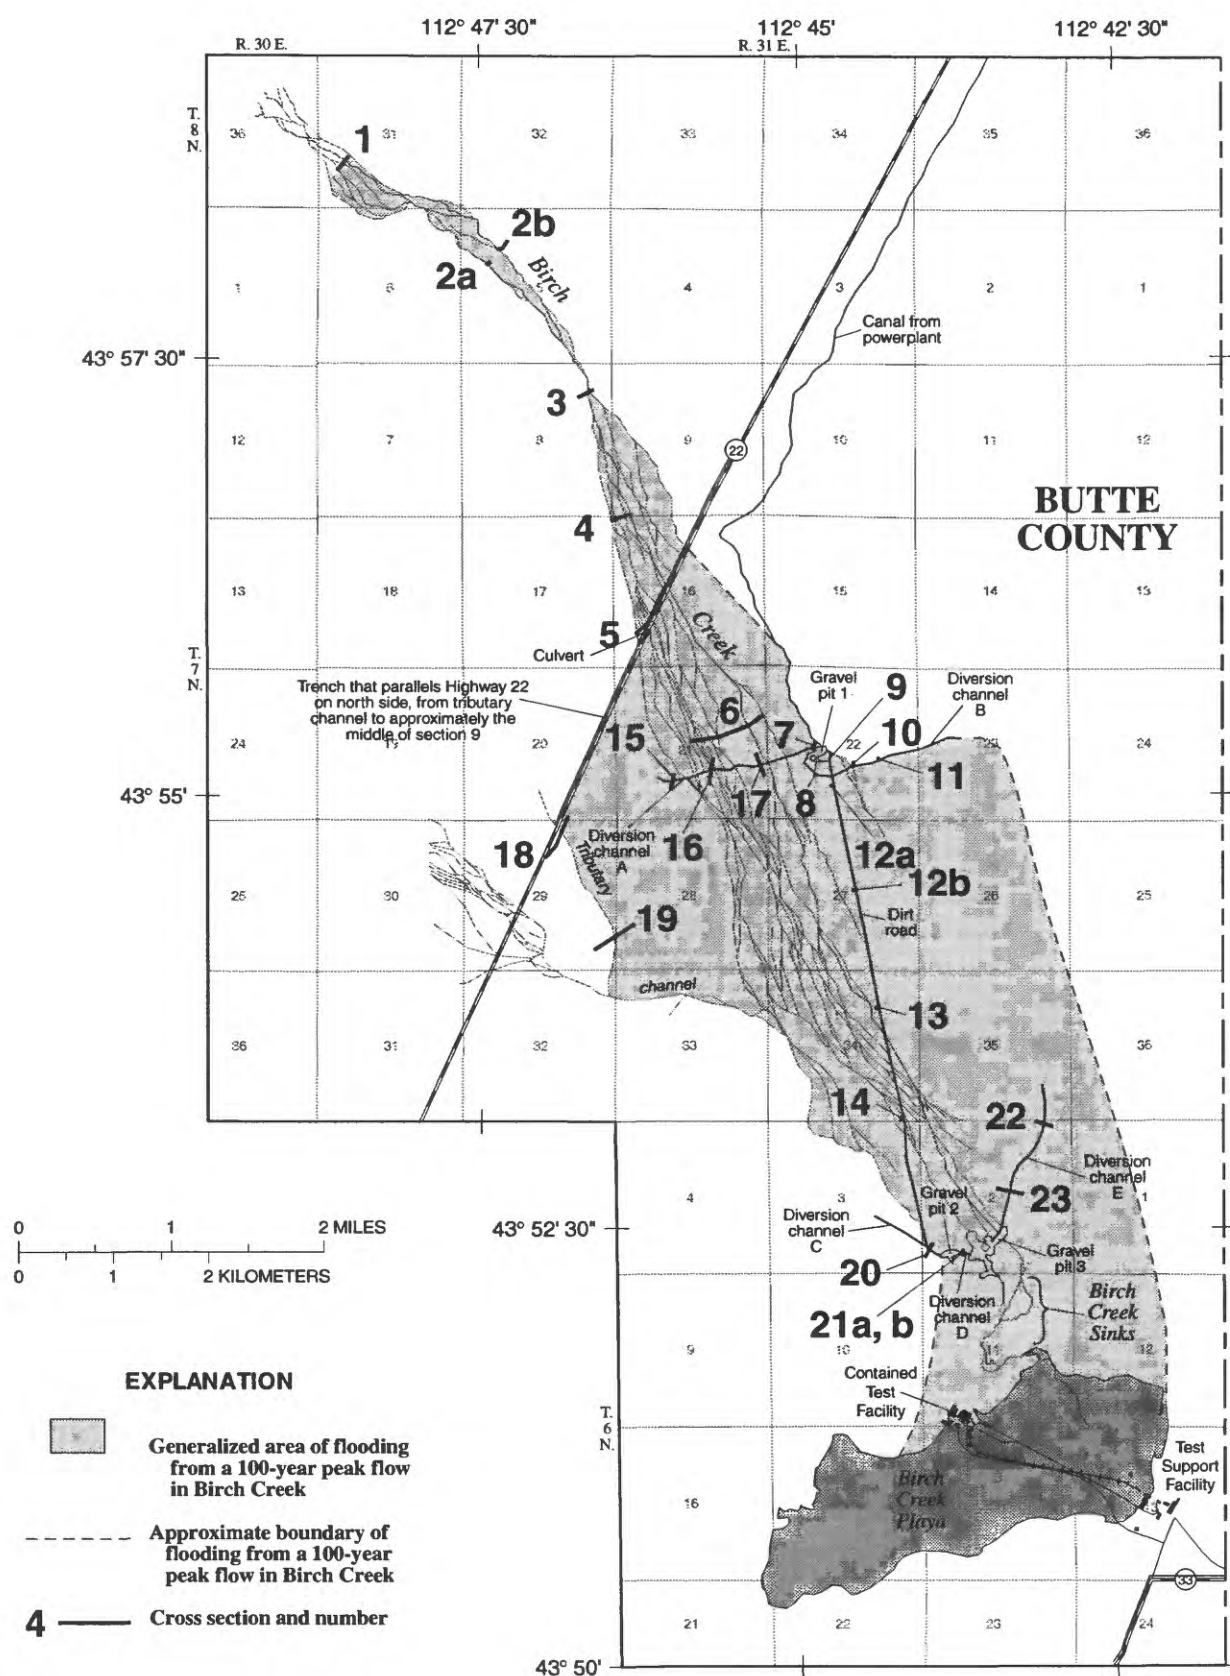 112° 47' 30"
112° 45'
112° 42' 30"
R. 30 E.
R. 31 E.
T.
8
N.
36
31
32
33
34
35
36
1
2b
2a
Birch
1
6
4
3
2
1
Canal from
powerplant
43° 57' 30"
3
12
7
8
9
10
11
12
22
BUTTE
COUNTY
4
13
18
17
16
15
14
13
5
Culvert
Creek
T.
7
N.
Trench that parallels Highway 22
on north side, from tributary
channel to approximately the
middle of section 9
Gravel
pit 1
9
Diversion
channel
B
6
7
10
15
24
19
20
21
22
24
11
43° 55'
17
8
Diversion
channel
A
16
18
Tributary
12a
12b
25
30
29
28
27
26
25
Dirt
road
19
channel
13
36
31
32
33
34
35
36
14
22
Diversion
channel
E
4
3
Gravel
pit 2
2
23
1
43° 52' 30"
Diversion
channel
C
Gravel
pit 3
20
21a, b
Diversion
channel
D
Birch
Creek
Sinks
9
10
11
12
Contained
Test
Facility
T.
6
N.
Test
Support
Facility
16
Birch
Creek
Playa
33
21
22
23
24
43° 50'
0 1 2 MILES
0 1 2 KILOMETERS
EXPLANATION
Generalized area of flooding
from a 100-year peak flow
in Birch Creek
Approximate boundary of
flooding from a 100-year
peak flow in Birch Creek
4 Cross section and number